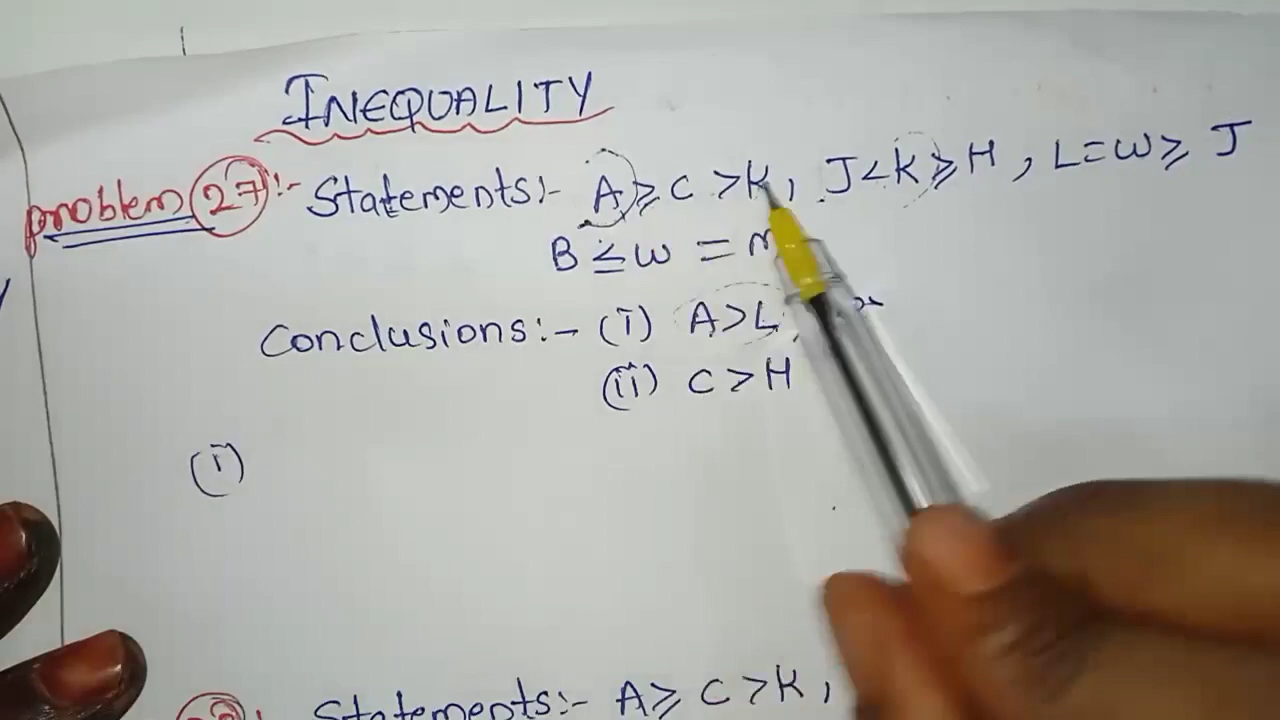 INEQUALITY
problem 27:- Statements:- A ≥ C > K, J < K ≥ H, L = W ≥ J
B ≤ W =
Conclusions:- (i) A > L,
(ii) C > H
(i)
Statements:- A ≥ C > K,